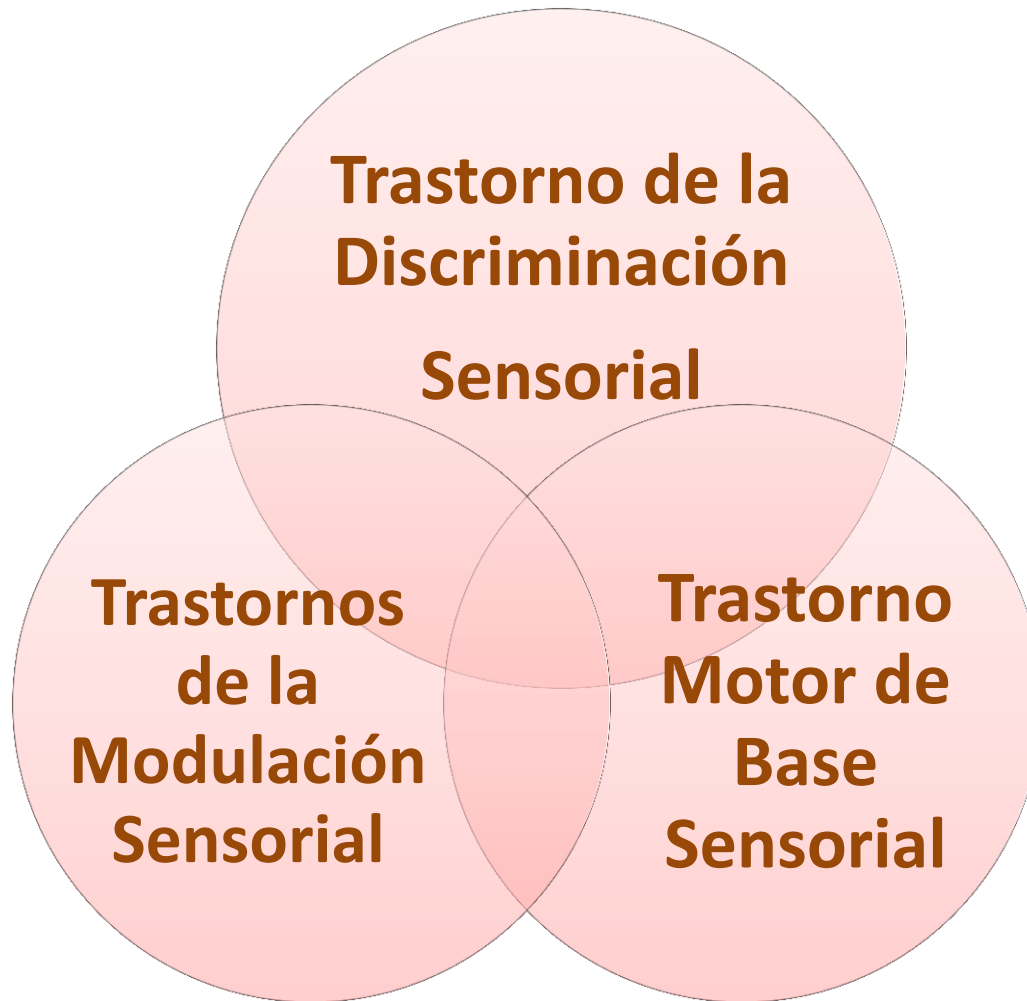 Trastorno de la
Discriminación
Sensorial
Trastornos
de la
Modulación
Sensorial
Trastorno
Motor de
Base
Sensorial